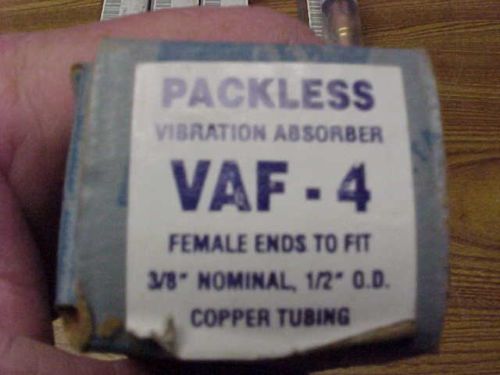 PACKLESS
VIBRATION ABSORBER
VAF - 4
FEMALE ENDS TO FIT
3/8" NOMINAL, 1/2" O.D.
COPPER TUBING